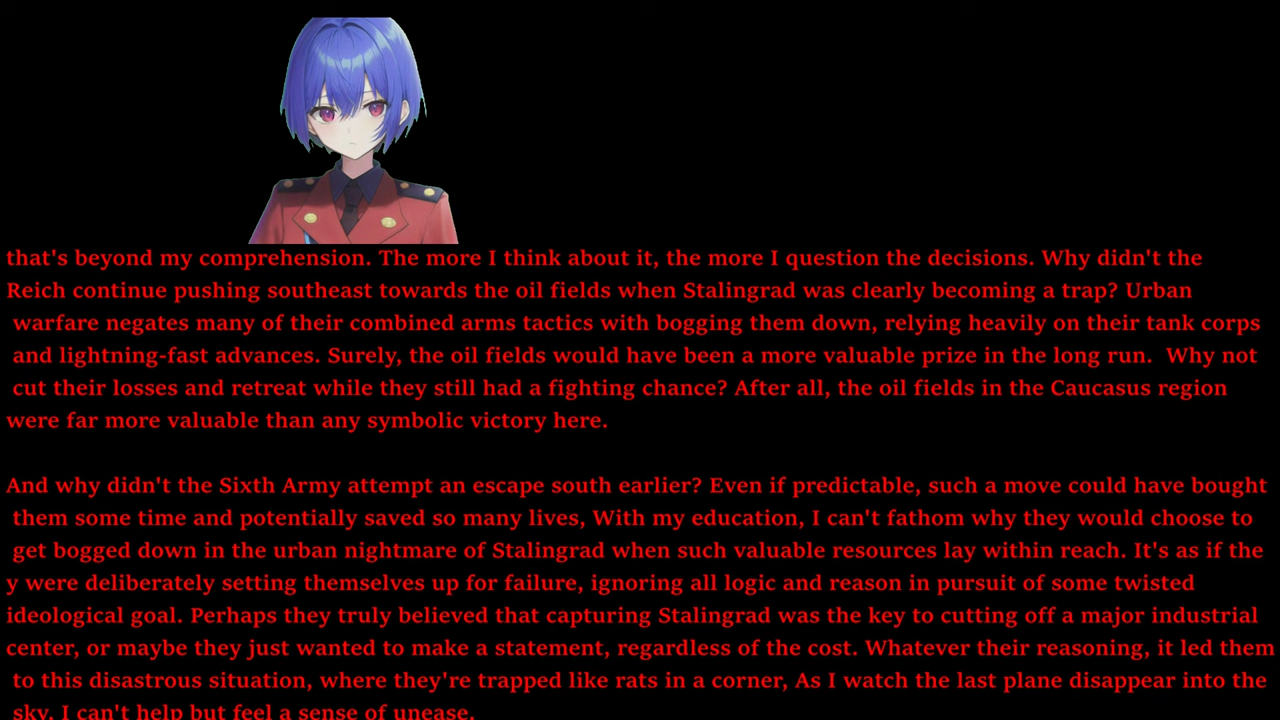 that's beyond my comprehension. The more I think about it, the more I question the decisions. Why didn't the
Reich continue pushing southeast towards the oil fields when Stalingrad was clearly becoming a trap? Urban
warfare negates many of their combined arms tactics with bogging them down, relying heavily on their tank corps
and lightning-fast advances. Surely, the oil fields would have been a more valuable prize in the long run.  Why not
cut their losses and retreat while they still had a fighting chance? After all, the oil fields in the Caucasus region
were far more valuable than any symbolic victory here.

And why didn't the Sixth Army attempt an escape south earlier? Even if predictable, such a move could have bought
them some time and potentially saved so many lives, With my education, I can't fathom why they would choose to
get bogged down in the urban nightmare of Stalingrad when such valuable resources lay within reach. It's as if the
y were deliberately setting themselves up for failure, ignoring all logic and reason in pursuit of some twisted
ideological goal. Perhaps they truly believed that capturing Stalingrad was the key to cutting off a major industrial
center, or maybe they just wanted to make a statement, regardless of the cost. Whatever their reasoning, it led them
to this disastrous situation, where they're trapped like rats in a corner, As I watch the last plane disappear into the
sky. I can't help but feel a sense of unease.